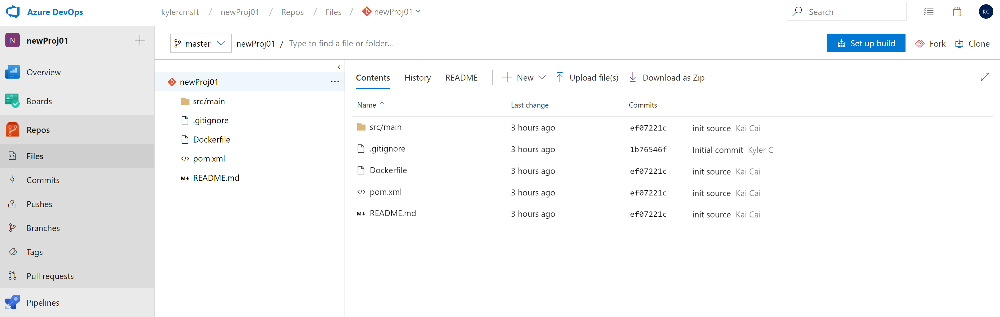 Azure DevOps
kylercmsft / newProj01 / Repos / Files / newProj01
Search
KC
N newProj01
master newProj01 / Type to find a file or folder...
Set up build Fork Clone
Overview
Boards
Repos
Files
Commits
Pushes
Branches
Tags
Pull requests
Pipelines
newProj01 ...
src/main
.gitignore
Dockerfile
</> pom.xml
M↓ README.md
Contents History README New Upload file(s) Download as Zip
Name ↑ Last change Commits
src/main 3 hours ago ef07221c init source Kai Cai
.gitignore 3 hours ago 1b76546f Initial commit Kyler C
Dockerfile 3 hours ago ef07221c init source Kai Cai
</> pom.xml 3 hours ago ef07221c init source Kai Cai
M↓ README.md 3 hours ago ef07221c init source Kai Cai